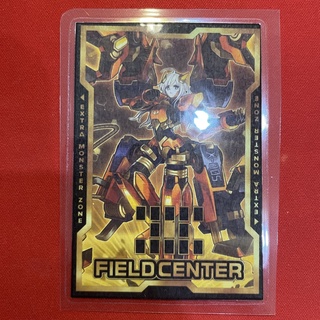 ◄ EXTRA MONSTER ZONE
EXTRA MONSTER ZONE ►
FIELD CENTER